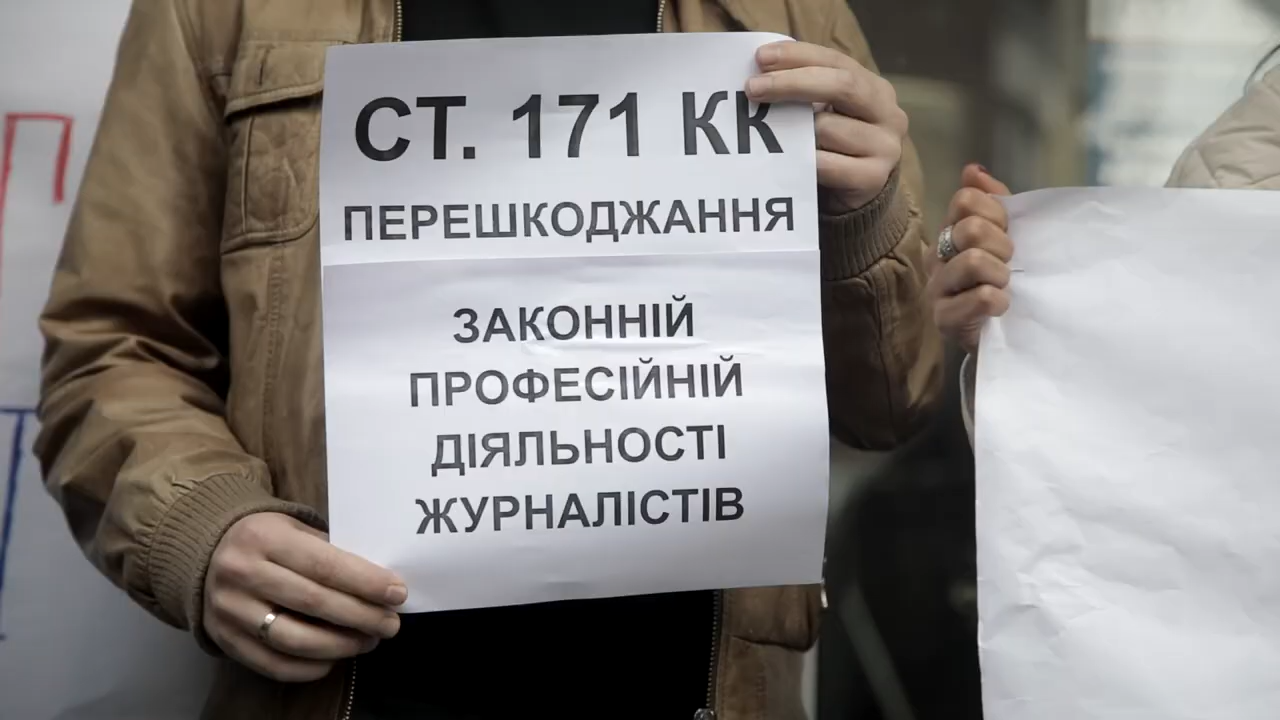 СТ. 171 КК
ПЕРЕШКОДЖАННЯ
ЗАКОННІЙ
ПРОФЕСІЙНІЙ
ДІЯЛЬНОСТІ
ЖУРНАЛІСТІВ